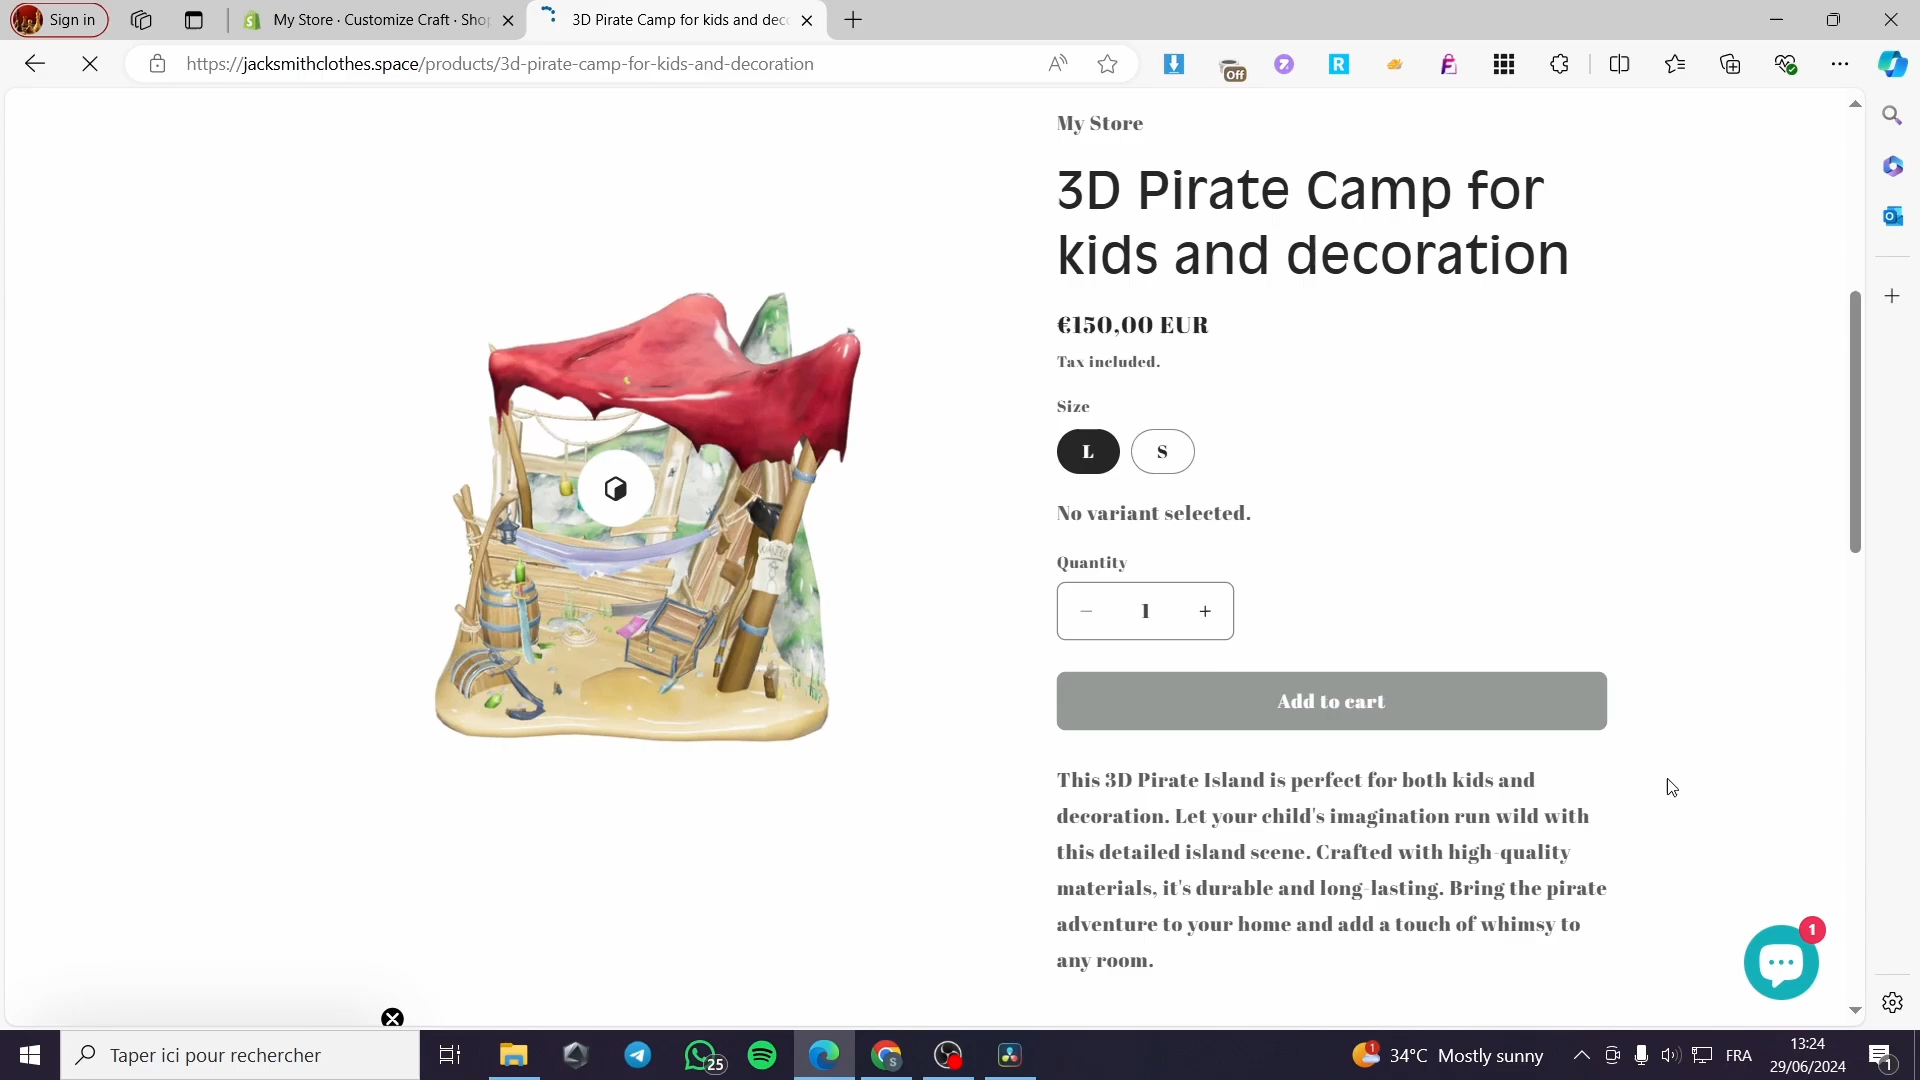 Sign in
My Store · Customize Craft · Shop
3D Pirate Camp for kids and deco
https://jacksmithclothes.space/products/3d-pirate-camp-for-kids-and-decoration
Off
My Store
3D Pirate Camp for
kids and decoration
€150,00 EUR
Tax included.
Size
L
S
No variant selected.
Quantity
1
Add to cart
This 3D Pirate Island is perfect for both kids and
decoration. Let your child's imagination run wild with
this detailed island scene. Crafted with high-quality
materials, it's durable and long-lasting. Bring the pirate
adventure to your home and add a touch of whimsy to
any room.
1
WANTED
Taper ici pour rechercher
25
1
34°C Mostly sunny
FRA
13:24
29/06/2024
1